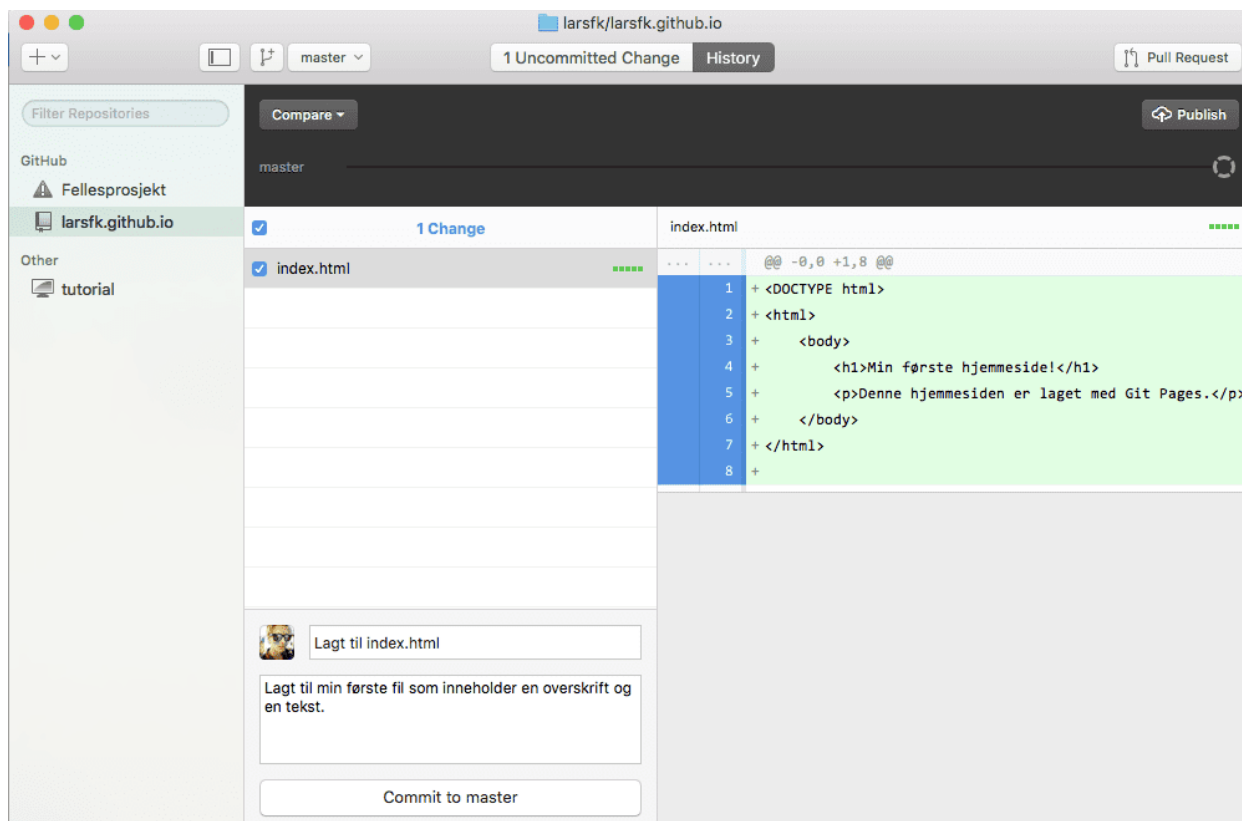 larsfk/larsfk.github.io
master
1 Uncommitted Change
History
Pull Request
Filter Repositories
GitHub
Fellesprosjekt
larsfk.github.io
Other
tutorial
Compare
Publish
master
1 Change
index.html
Lagt til index.html
Lagt til min første fil som inneholder en overskrift og
en tekst.
Commit to master
index.html
... ... @@ -0,0 +1,8 @@
1 + <DOCTYPE html>
2 + <html>
3 +     <body>
4 +         <h1>Min første hjemmeside!</h1>
5 +         <p>Denne hjemmesiden er laget med Git Pages.</p>
6 +     </body>
7 + </html>
8 +